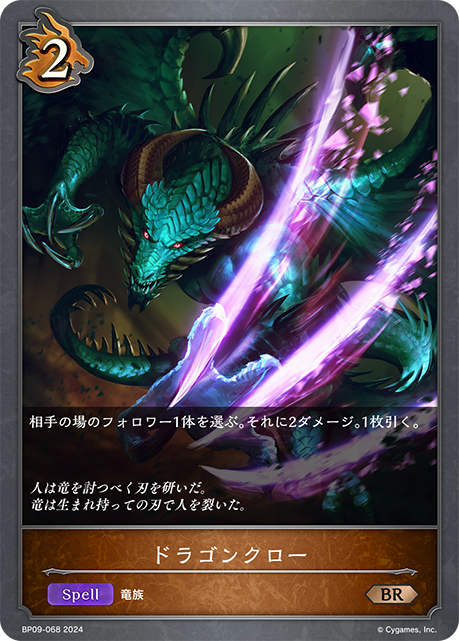 2
相手の場のフォロワー1体を選ぶ。それに2ダメージ。1枚引く。
人は竜を討つべく刃を研いだ。
竜は生まれ持っての刃で人を裂いた。
ドラゴンクロー
Spell 竜族 BR
BP09-068 2024 © Cygames, Inc.